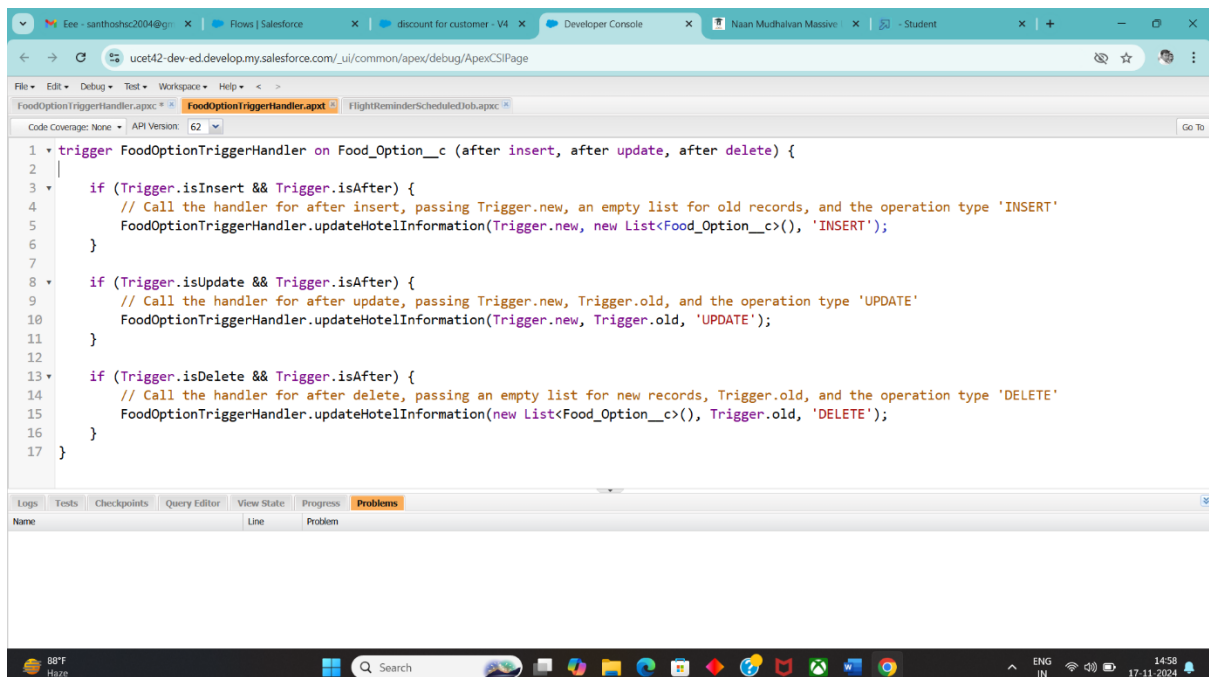 Eee - santhoshsc2004@gm
Flows | Salesforce
discount for customer - V4
Developer Console
Naan Mudhalvan Massive
- Student
ucet42-dev-ed.develop.my.salesforce.com/_ui/common/apex/debug/ApexCSIPage
File Edit Debug Test Workspace Help < >
FoodOptionTriggerHandler.apxc * FoodOptionTriggerHandler.apxt FlightReminderScheduledJob.apxc
Code Coverage: None API Version: 62 Go To
1 trigger FoodOptionTriggerHandler on Food_Option__c (after insert, after update, after delete) {
2
3 if (Trigger.isInsert && Trigger.isAfter) {
4 // Call the handler for after insert, passing Trigger.new, an empty list for old records, and the operation type 'INSERT'
5 FoodOptionTriggerHandler.updateHotelInformation(Trigger.new, new List<Food_Option__c>(), 'INSERT');
6 }
7
8 if (Trigger.isUpdate && Trigger.isAfter) {
9 // Call the handler for after update, passing Trigger.new, Trigger.old, and the operation type 'UPDATE'
10 FoodOptionTriggerHandler.updateHotelInformation(Trigger.new, Trigger.old, 'UPDATE');
11 }
12
13 if (Trigger.isDelete && Trigger.isAfter) {
14 // Call the handler for after delete, passing an empty list for new records, Trigger.old, and the operation type 'DELETE'
15 FoodOptionTriggerHandler.updateHotelInformation(new List<Food_Option__c>(), Trigger.old, 'DELETE');
16 }
17 }
Logs Tests Checkpoints Query Editor View State Progress Problems
Name Line Problem
88°F
Haze
Search
ENG
IN
14:58
17-11-2024